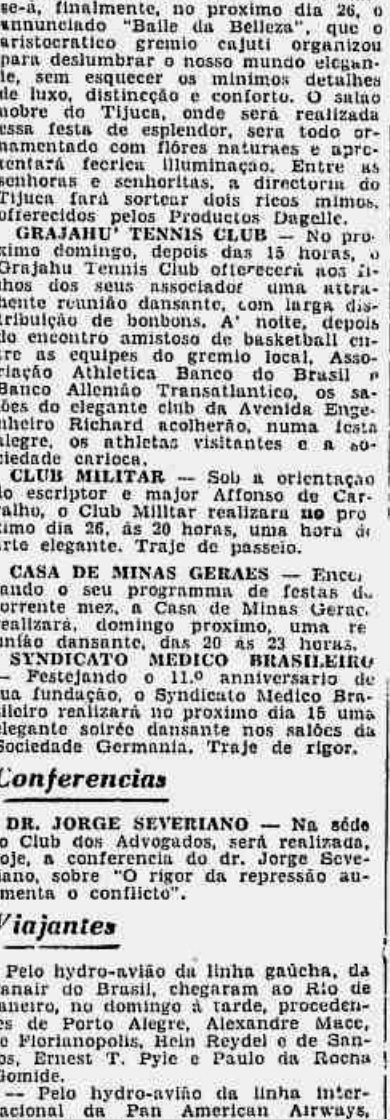 se-á, finalmente, no proximo dia 26, o
annunciado "Baile da Belleza", que o
aristocratico gremio cajuti organizou
para deslumbrar o nosso mundo elegan-
te, sem esquecer os minimos detalhes
de luxo, distincção e conforto. O salão
nobre do Tijuca, onde será realizada
essa festa de esplendor, sera todo or-
namentado com flôres naturaes e apre-
sentará feerica illuminação. Entre as
senhoras e senhoritas, a directoria do
Tijuca fará sortear dois ricos mimos,
offerecidos pelos Productos Dagelle.
GRAJAHU' TENNIS CLUB — No pro-
ximo domingo, depois das 15 horas, o
Grajahu Tennis Club offerecerá aos fi-
lhos dos seus associador uma attra-
hente reunião dansante, com larga dis-
tribuição de bonbons. A' noite, depois
do encontro amistoso de basketball en-
tre as equipes do gremio local, Asso-
ciação Athletica Banco do Brasil e
Banco Allemão Transatlantico, os sa-
lões do elegante club da Avenida Enge-
nheiro Richard acolherão, numa festa
alegre, os athletas visitantes e a so-
ciedade carioca.
CLUB MILITAR — Sob a orientação
do escriptor e major Affonso de Car-
valho, o Club Militar realizara no pro
ximo dia 26, ás 20 horas, uma hora de
arte elegante. Traje de passeio.
CASA DE MINAS GERAES — Encer
rando o seu programma de festas do
corrente mez, a Casa de Minas Geraes
realizará, domingo proximo, uma re
união dansante, das 20 ás 23 horas.
SYNDICATO MEDICO BRASILEIRO
— Festejando o 11.º anniversario de
sua fundação, o Syndicato Medico Bra-
sileiro realizará no proximo dia 15 uma
elegante soirée dansante nos salões da
Sociedade Germania. Traje de rigor.
Conferencias
DR. JORGE SEVERIANO — Na séde
do Club dos Advogados, será realizada,
hoje, a conferencia do dr. Jorge Seve-
riano, sobre "O rigor da repressão au-
gmenta o conflicto".
Viajantes
Pelo hydro-avião da linha gaúcha, da
Panair do Brasil, chegaram ao Rio de
Janeiro, no domingo á tarde, proceden-
tes de Porto Alegre, Alexandre Mace,
de Florianopolis, Hein Reydel e de San-
tos, Ernest T. Pyle e Paulo da Rocha
Gomide.
— Pelo hydro-avião da linha inter-
nacional da Pan American Airways,